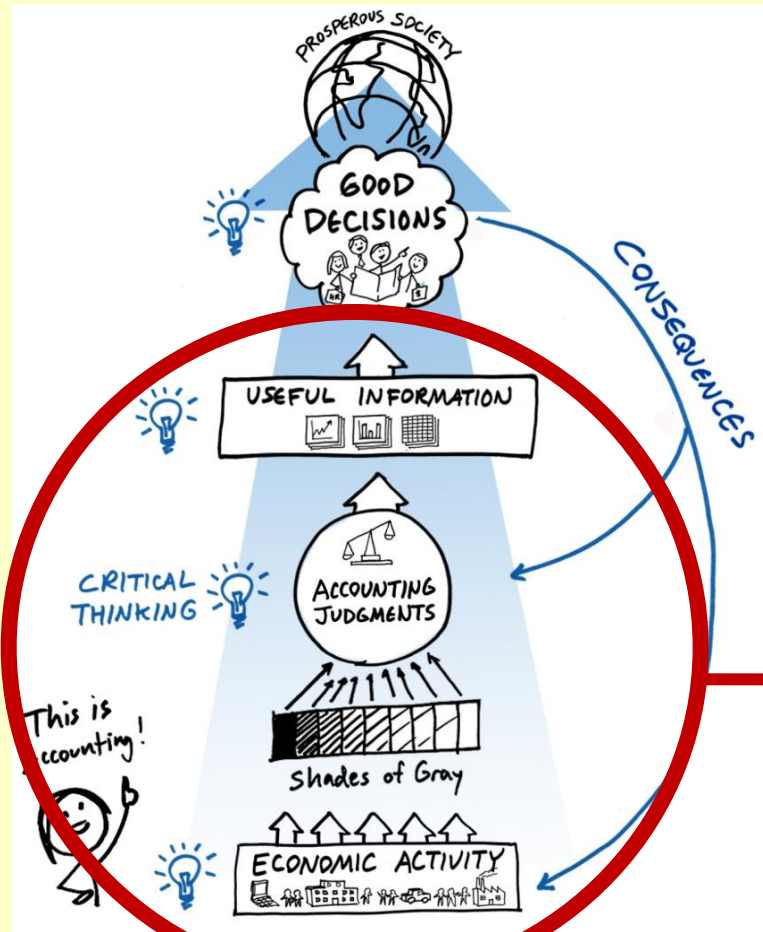 PROSPEROUS SOCIETY
GOOD
DECISIONS
HR
$
CONSEQUENCES
USEFUL INFORMATION
CRITICAL
THINKING
ACCOUNTING
JUDGMENTS
This is
ccounting!
Shades of Gray
ECONOMIC ACTIVITY